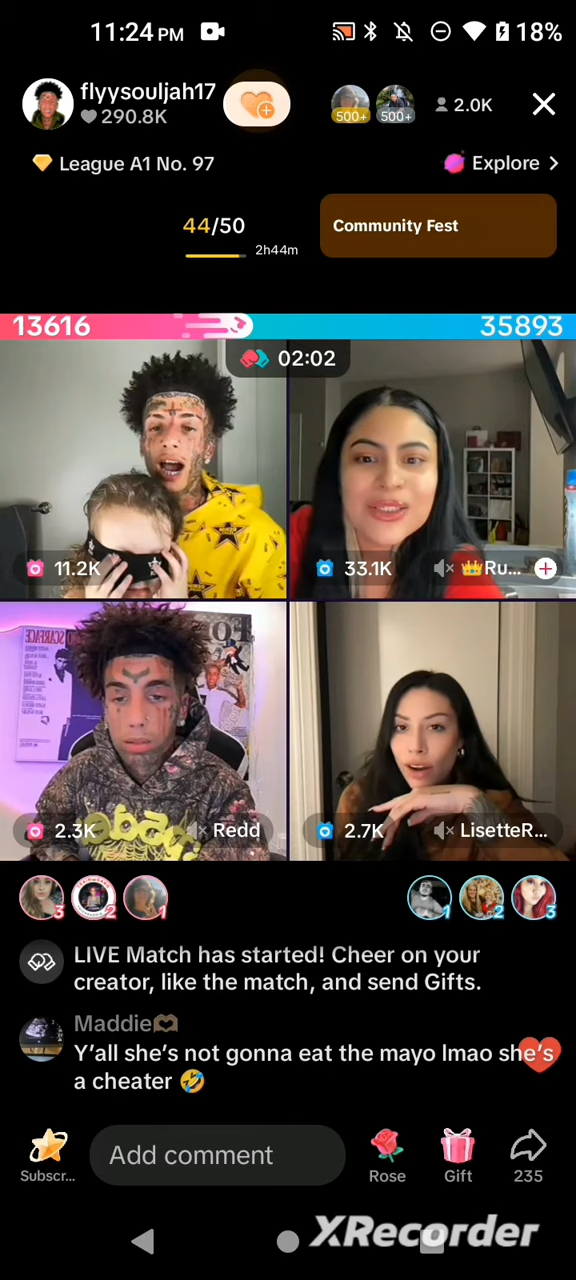 11:24 PM
18%
flyysouljah17
290.8K
500+
500+
2.0K
League A1 No. 97
Explore >
44/50
2h44m
Community Fest
13616
35893
02:02
11.2K
33.1K
Ru...
SCARFACE
2.3K
Redd
2.7K
LisetteR...
3
2
1
1
2
3
LIVE Match has started! Cheer on your
creator, like the match, and send Gifts.
Maddie
Y'all she's not gonna eat the mayo lmao she's
a cheater 🤣
Subscr...
Add comment
Rose
Gift
235
XRecorder